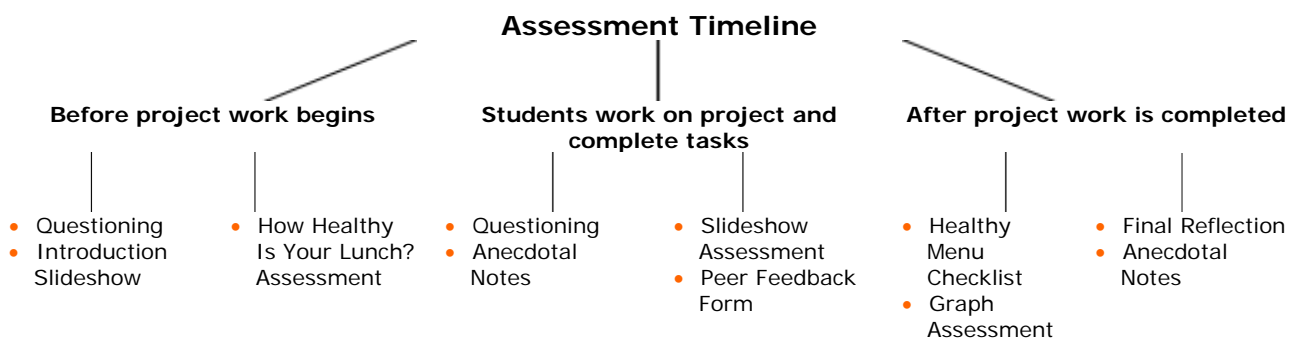 Assessment Timeline
Before project work begins
Students work on project and
complete tasks
After project work is completed
• Questioning
• Introduction
Slideshow
• How Healthy
Is Your Lunch?
Assessment
• Questioning
• Anecdotal
Notes
• Slideshow
Assessment
• Peer Feedback
Form
• Healthy
Menu
Checklist
• Graph
Assessment
• Final Reflection
• Anecdotal
Notes